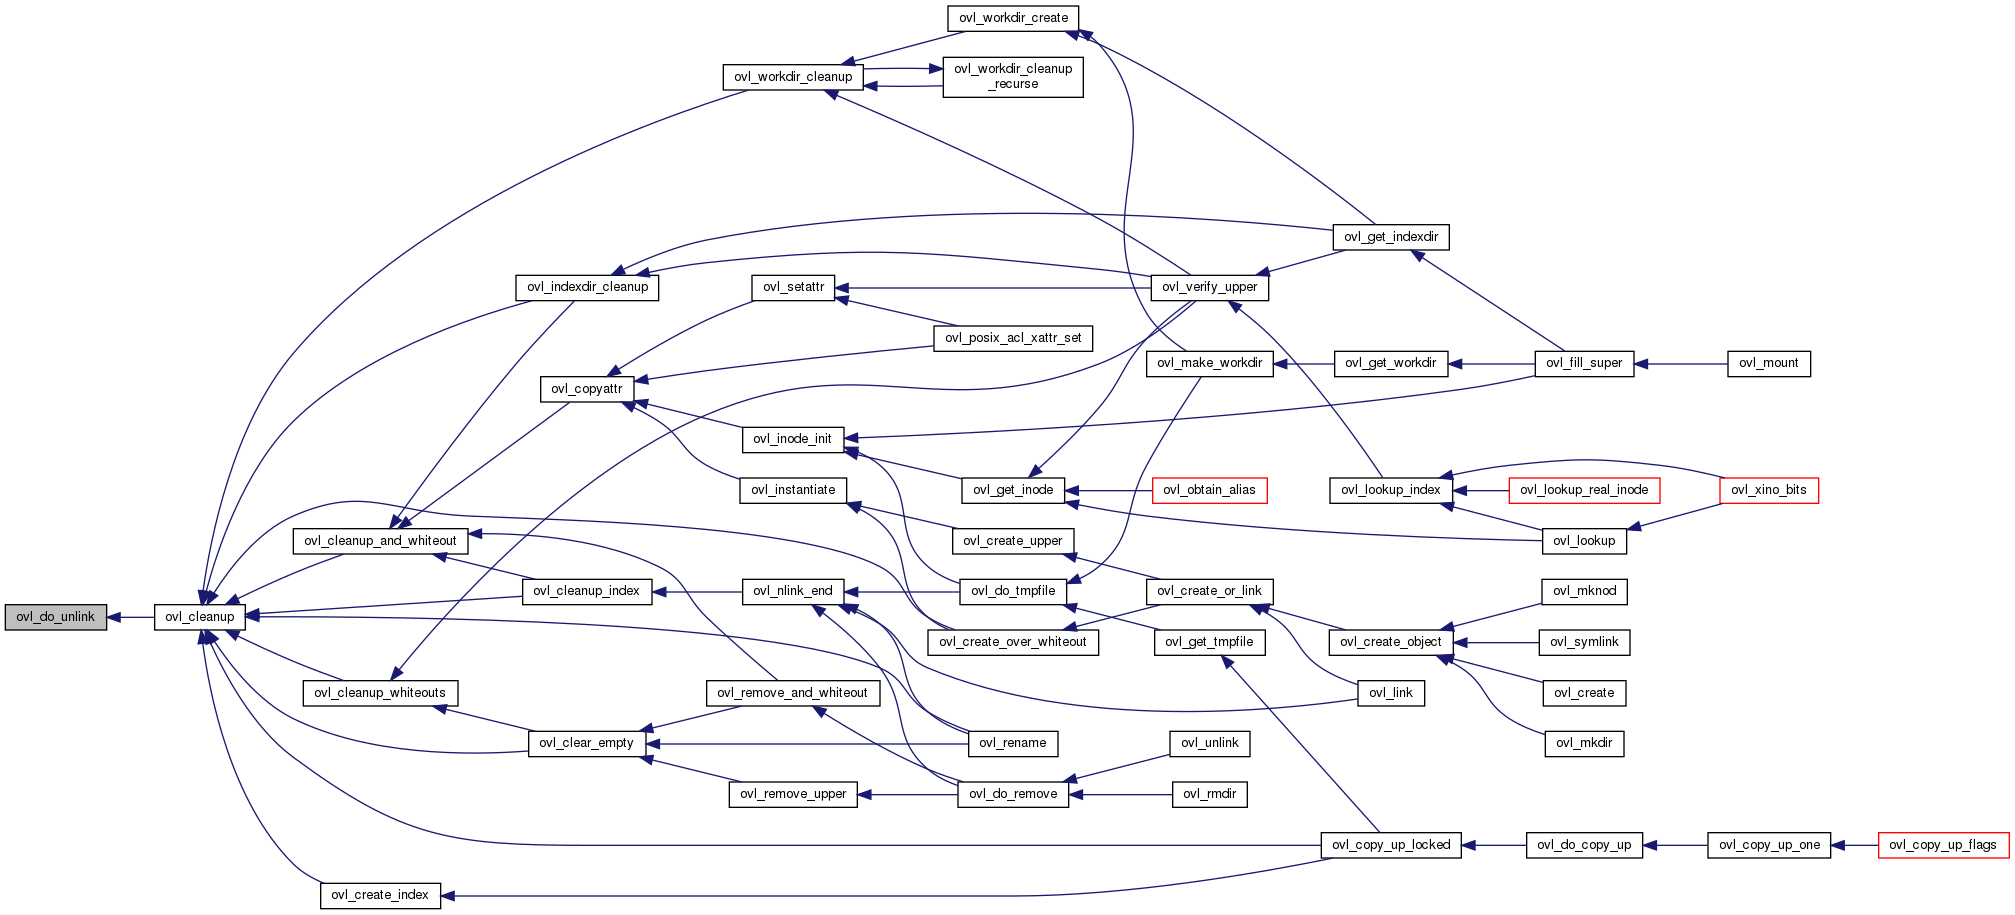 ovl_workdir_create
ovl_workdir_cleanup
ovl_workdir_cleanup
_recurse
ovl_get_indexdir
ovl_indexdir_cleanup
ovl_setattr
ovl_verify_upper
ovl_posix_acl_xattr_set
ovl_make_workdir
ovl_get_workdir
ovl_fill_super
ovl_mount
ovl_copyattr
ovl_inode_init
ovl_instantiate
ovl_get_inode
ovl_obtain_alias
ovl_lookup_index
ovl_lookup_real_inode
ovl_xino_bits
ovl_cleanup_and_whiteout
ovl_create_upper
ovl_lookup
ovl_cleanup_index
ovl_nlink_end
ovl_do_tmpfile
ovl_create_or_link
ovl_mknod
ovl_do_unlink
ovl_cleanup
ovl_create_over_whiteout
ovl_get_tmpfile
ovl_create_object
ovl_symlink
ovl_cleanup_whiteouts
ovl_remove_and_whiteout
ovl_link
ovl_create
ovl_clear_empty
ovl_rename
ovl_unlink
ovl_mkdir
ovl_remove_upper
ovl_do_remove
ovl_rmdir
ovl_copy_up_locked
ovl_do_copy_up
ovl_copy_up_one
ovl_copy_up_flags
ovl_create_index